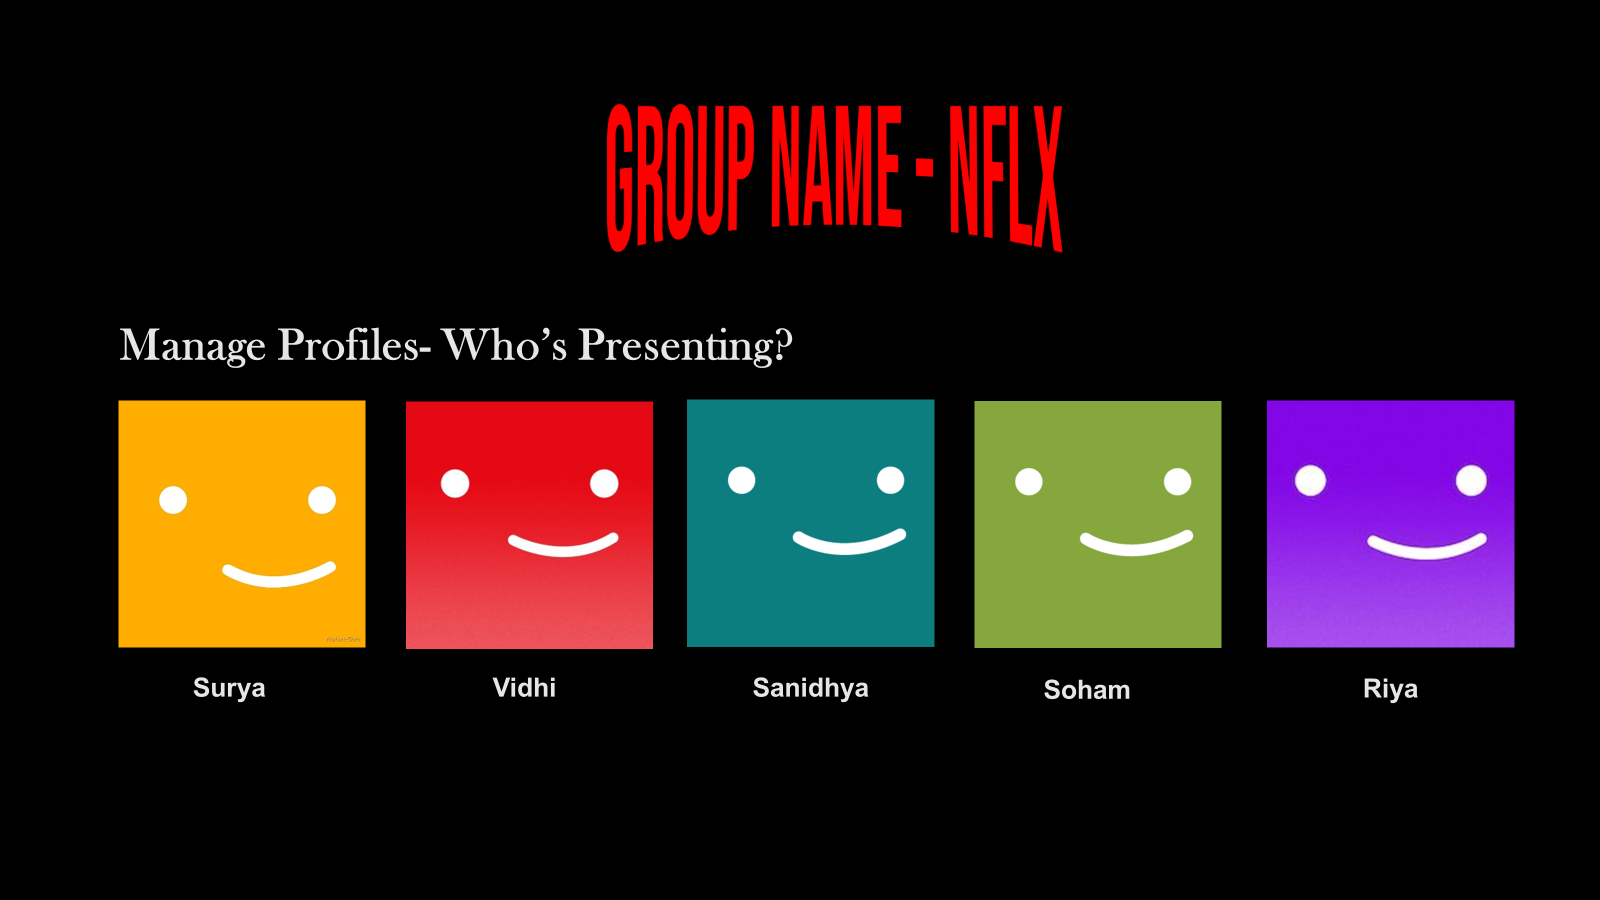 GROUP NAME - NFLX
Manage Profiles- Who’s Presenting?
Surya
Vidhi
Sanidhya
Soham
Riya